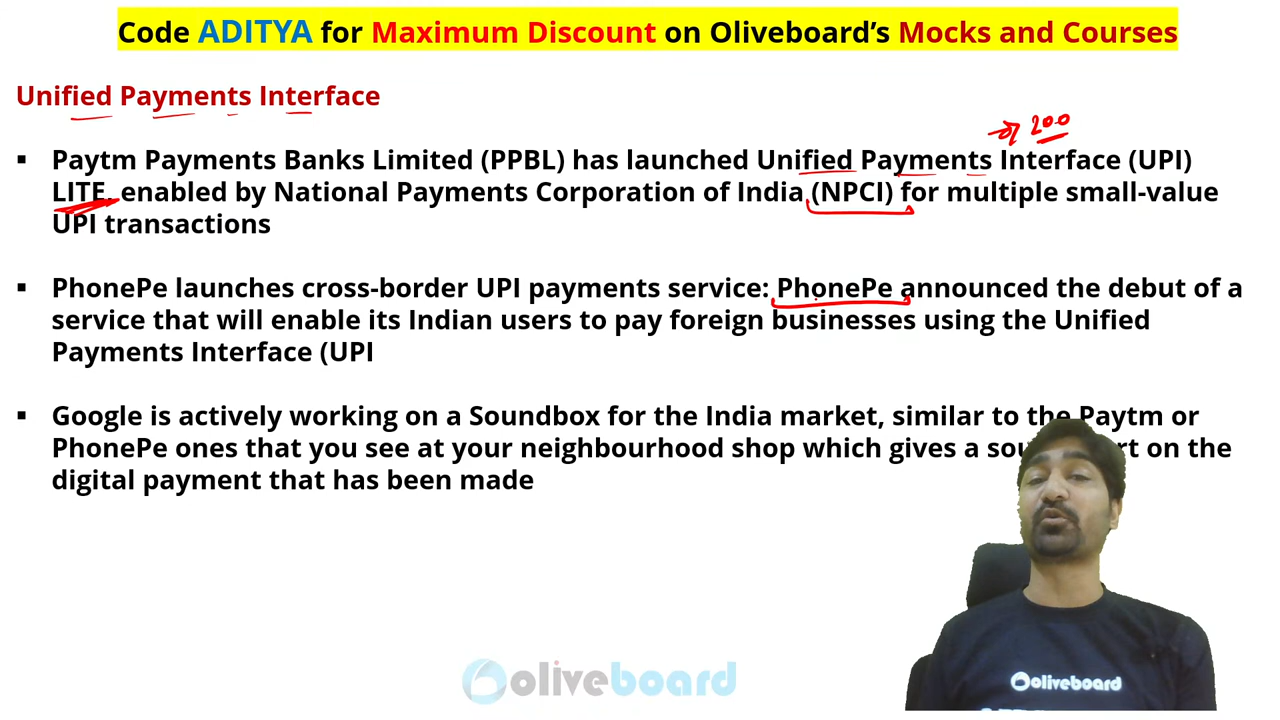 Code ADITYA for Maximum Discount on Oliveboard's Mocks and Courses
Unified Payments Interface
200
▪ Paytm Payments Banks Limited (PPBL) has launched Unified Payments Interface (UPI)
LITE, enabled by National Payments Corporation of India (NPCI) for multiple small-value
UPI transactions
▪ PhonePe launches cross-border UPI payments service: PhonePe announced the debut of a
service that will enable its Indian users to pay foreign businesses using the Unified
Payments Interface (UPI
▪ Google is actively working on a Soundbox for the India market, similar to the Paytm or
PhonePe ones that you see at your neighbourhood shop which gives a on the
digital payment that has been made
oliveboard
oliveboard